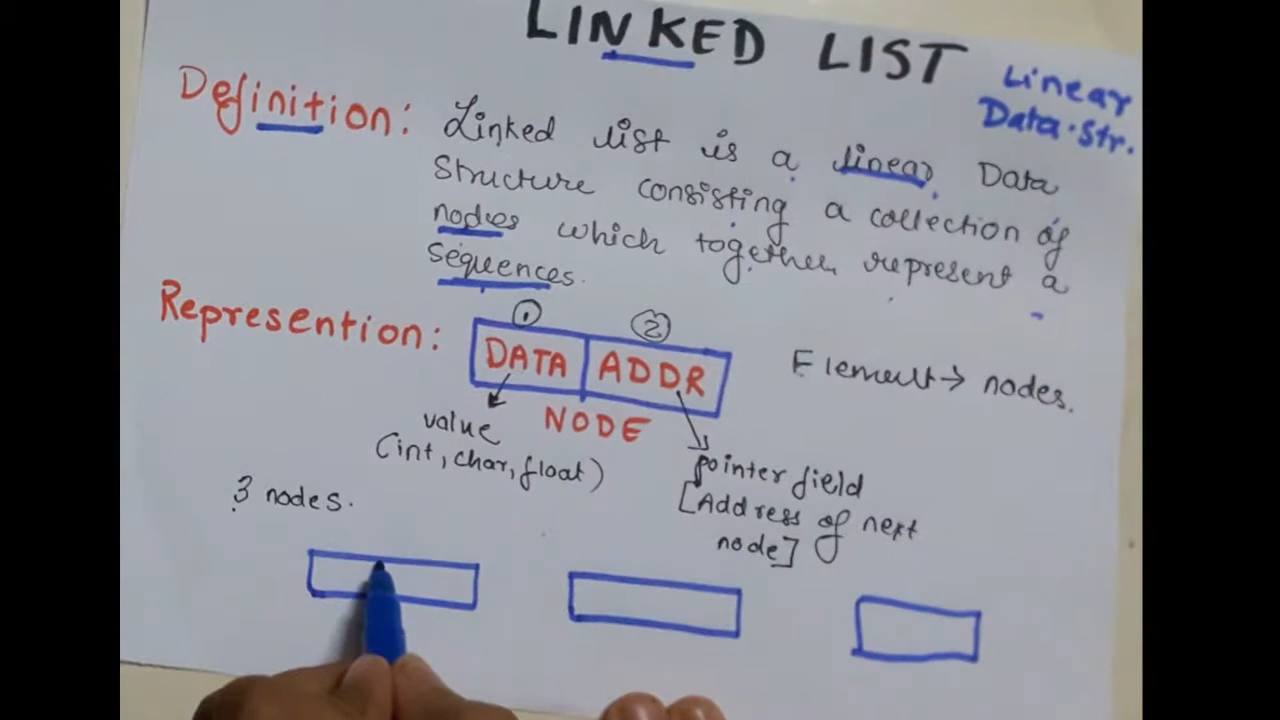 LINKED LIST
Linear
Data.Str.
Definition: Linked list is a linear Data
Structure consisting a collection of
nodes which together represent a
sequences.
Represention:
1 2
DATA ADDR
NODE
Element → nodes.
value
(int, char, float)
pointer field
[Address of next
node]
3 nodes.